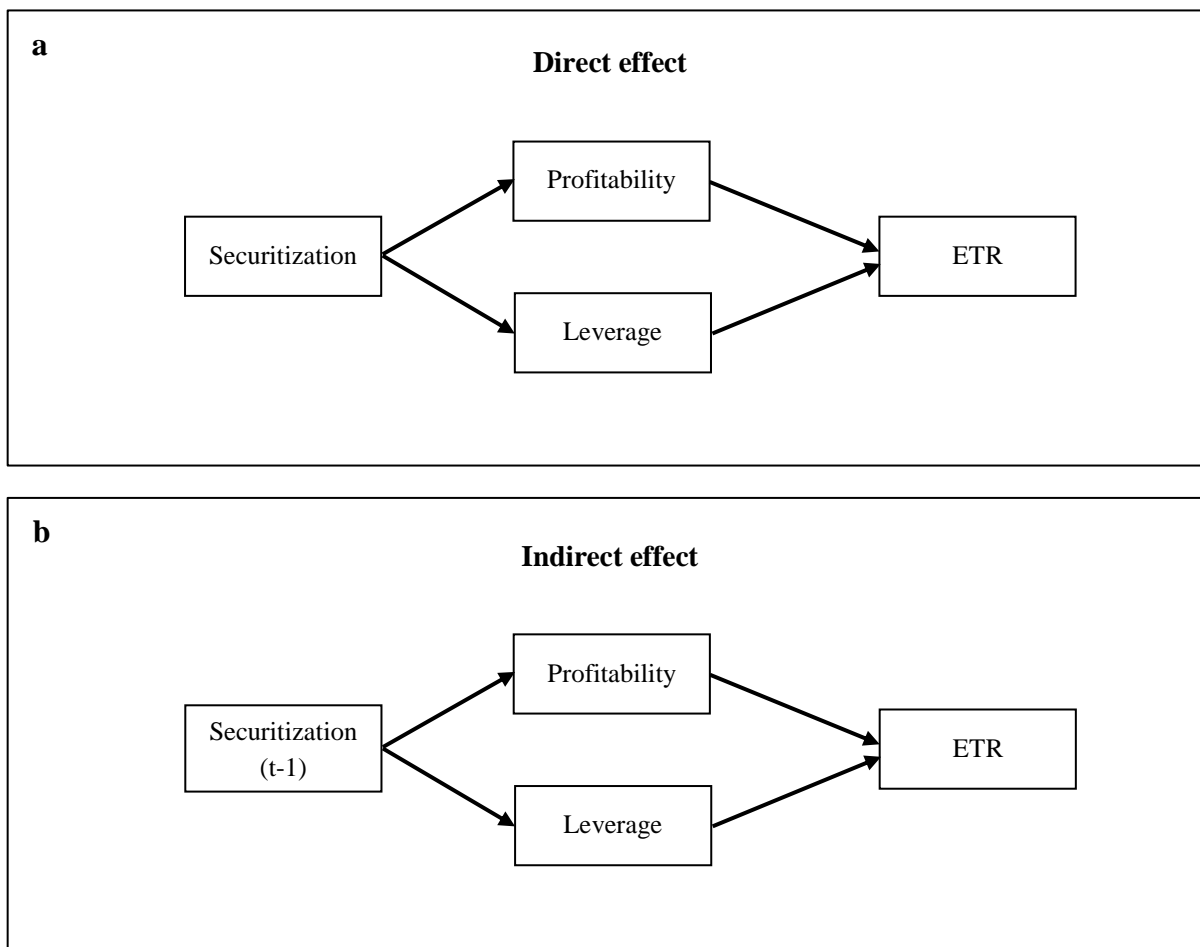 a
Direct effect
Profitability
Securitization
ETR
Leverage
b
Indirect effect
Profitability
Securitization
(t-1)
ETR
Leverage